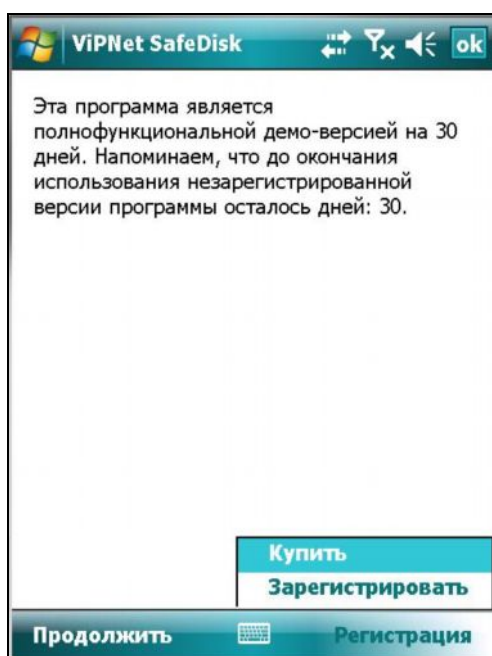 ViPNet SafeDisk
ok
Эта программа является
полнофункциональной демо-версией на 30
дней. Напоминаем, что до окончания
использования незарегистрированной
версии программы осталось дней: 30.
Купить
Зарегистрировать
Продолжить
Регистрация